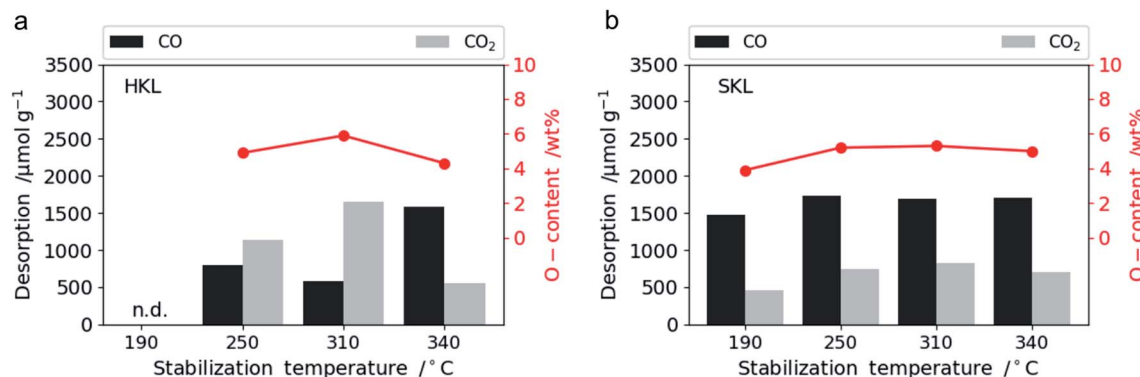 a
CO
CO₂
HKL
n.d.
3500
3000
2500
2000
1500
1000
500
0
Desorption /µmol g⁻¹
10
8
6
4
2
0
O − content /wt%
190 250 310 340
Stabilization temperature /°C
b
CO
CO₂
SKL
3500
3000
2500
2000
1500
1000
500
0
Desorption /µmol g⁻¹
10
8
6
4
2
0
O − content /wt%
190 250 310 340
Stabilization temperature /°C